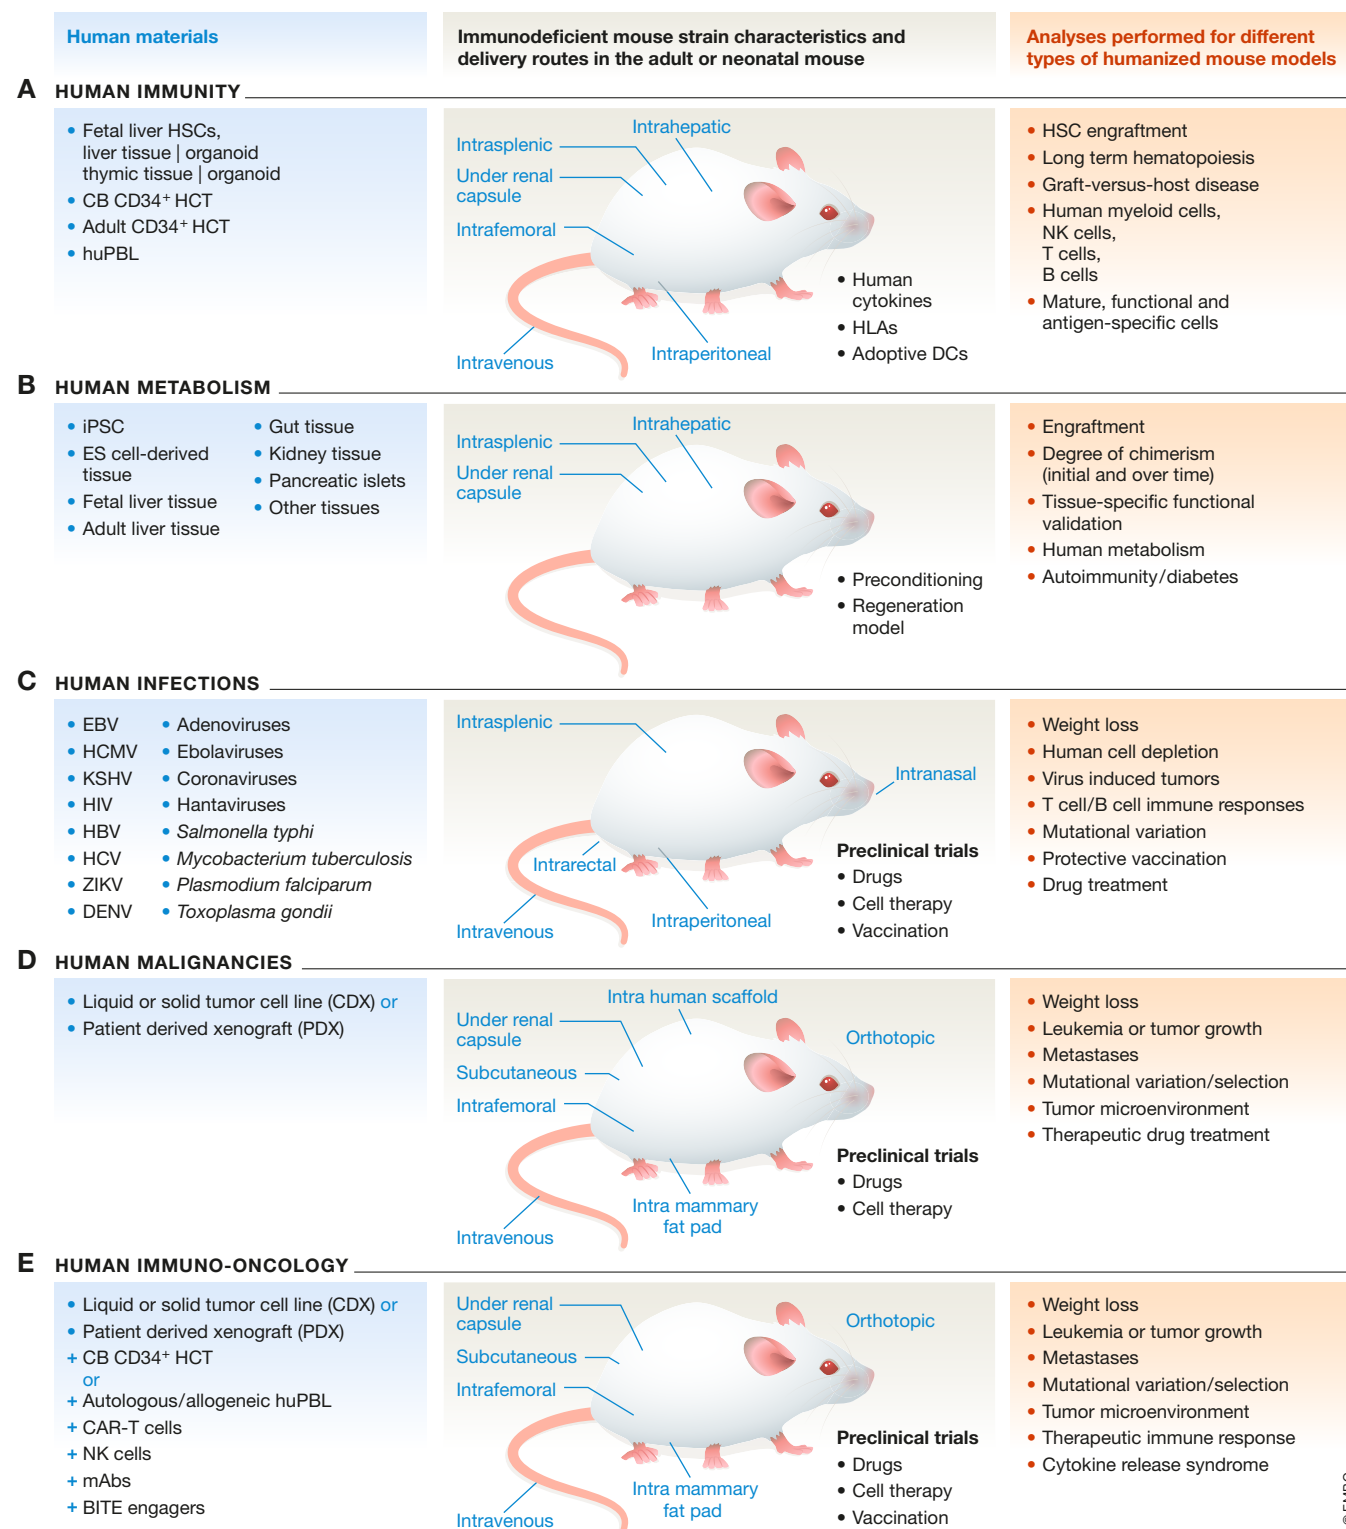 Human materials
Immunodeficient mouse strain characteristics and
delivery routes in the adult or neonatal mouse
Analyses performed for different
types of humanized mouse models
A HUMAN IMMUNITY
• Fetal liver HSCs,
liver tissue | organoid
thymic tissue | organoid
• CB CD34+ HCT
• Adult CD34+ HCT
• huPBL
Intrahepatic
Intrasplenic
Under renal
capsule
Intrafemoral
Intravenous
Intraperitoneal
• Human
cytokines
• HLAs
• Adoptive DCs
• HSC engraftment
• Long term hematopoiesis
• Graft-versus-host disease
• Human myeloid cells,
NK cells,
T cells,
B cells
• Mature, functional and
antigen-specific cells
B HUMAN METABOLISM
• iPSC
• ES cell-derived
tissue
• Fetal liver tissue
• Adult liver tissue
• Gut tissue
• Kidney tissue
• Pancreatic islets
• Other tissues
Intrahepatic
Intrasplenic
Under renal
capsule
• Preconditioning
• Regeneration
model
• Engraftment
• Degree of chimerism
(initial and over time)
• Tissue-specific functional
validation
• Human metabolism
• Autoimmunity/diabetes
C HUMAN INFECTIONS
• EBV
• HCMV
• KSHV
• HIV
• HBV
• HCV
• ZIKV
• DENV
• Adenoviruses
• Ebolaviruses
• Coronaviruses
• Hantaviruses
• Salmonella typhi
• Mycobacterium tuberculosis
• Plasmodium falciparum
• Toxoplasma gondii
Intrasplenic
Intranasal
Intrarectal
Intravenous
Intraperitoneal
Preclinical trials
• Drugs
• Cell therapy
• Vaccination
• Weight loss
• Human cell depletion
• Virus induced tumors
• T cell/B cell immune responses
• Mutational variation
• Protective vaccination
• Drug treatment
D HUMAN MALIGNANCIES
• Liquid or solid tumor cell line (CDX) or
• Patient derived xenograft (PDX)
Intra human scaffold
Under renal
capsule
Orthotopic
Subcutaneous
Intrafemoral
Intra mammary
fat pad
Intravenous
Preclinical trials
• Drugs
• Cell therapy
• Weight loss
• Leukemia or tumor growth
• Metastases
• Mutational variation/selection
• Tumor microenvironment
• Therapeutic drug treatment
E HUMAN IMMUNO-ONCOLOGY
• Liquid or solid tumor cell line (CDX) or
• Patient derived xenograft (PDX)
+ CB CD34+ HCT
or
+ Autologous/allogeneic huPBL
+ CAR-T cells
+ NK cells
+ mAbs
+ BITE engagers
Under renal
capsule
Orthotopic
Subcutaneous
Intrafemoral
Intra mammary
fat pad
Intravenous
Preclinical trials
• Drugs
• Cell therapy
• Vaccination
• Weight loss
• Leukemia or tumor growth
• Metastases
• Mutational variation/selection
• Tumor microenvironment
• Therapeutic immune response
• Cytokine release syndrome
© EMBO